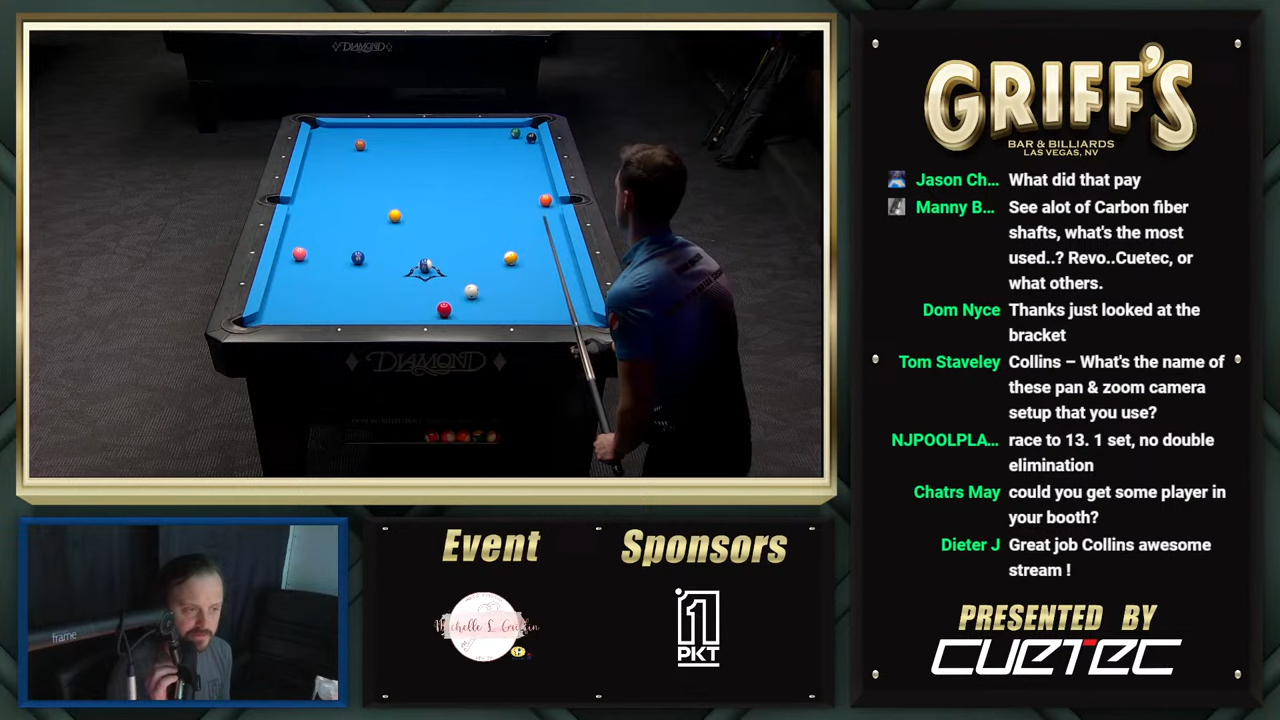 DIAMOND
DIAMOND
frame
Event
Sponsors
Michelle L. Griffin
1
PKT
GRIFF'S
BAR & BILLIARDS
LAS VEGAS, NV
Jason Ch... What did that pay
Manny B... See alot of Carbon fiber
shafts, what's the most
used..? Revo..Cuetec, or
what others.
Dom Nyce Thanks just looked at the
bracket
Tom Staveley Collins – What's the name of
these pan & zoom camera
setup that you use?
NJPOOLPLA... race to 13. 1 set, no double
elimination
Chatrs May could you get some player in
your booth?
Dieter J Great job Collins awesome
stream !
PRESENTED BY
CUETEC